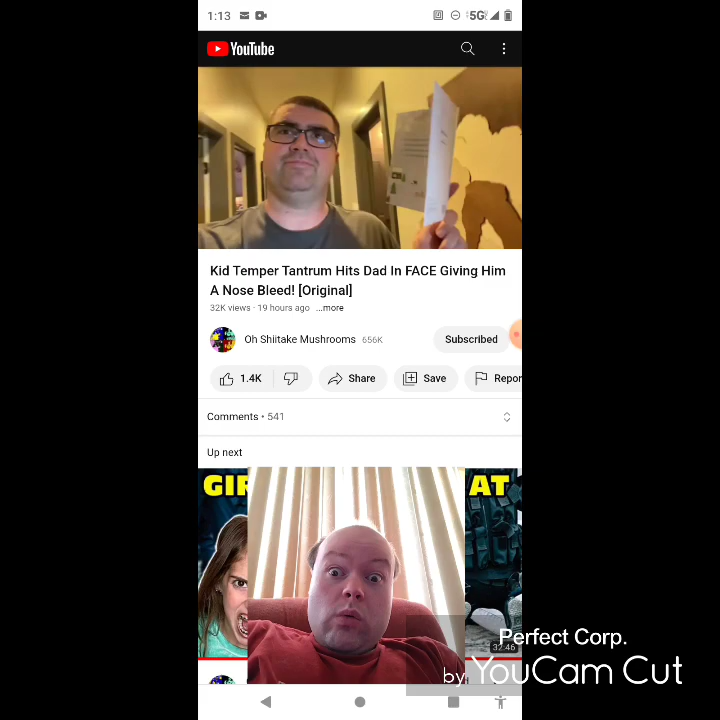 1:13
5G
YouTube
Kid Temper Tantrum Hits Dad In FACE Giving Him
A Nose Bleed! [Original]
32K views · 19 hours ago ...more
Oh Shiitake Mushrooms 656K
Subscribed
1.4K
Share
Save
Repor
Comments • 541
Up next
GIR
AT
32:46
Perfect Corp.
by YouCam Cut